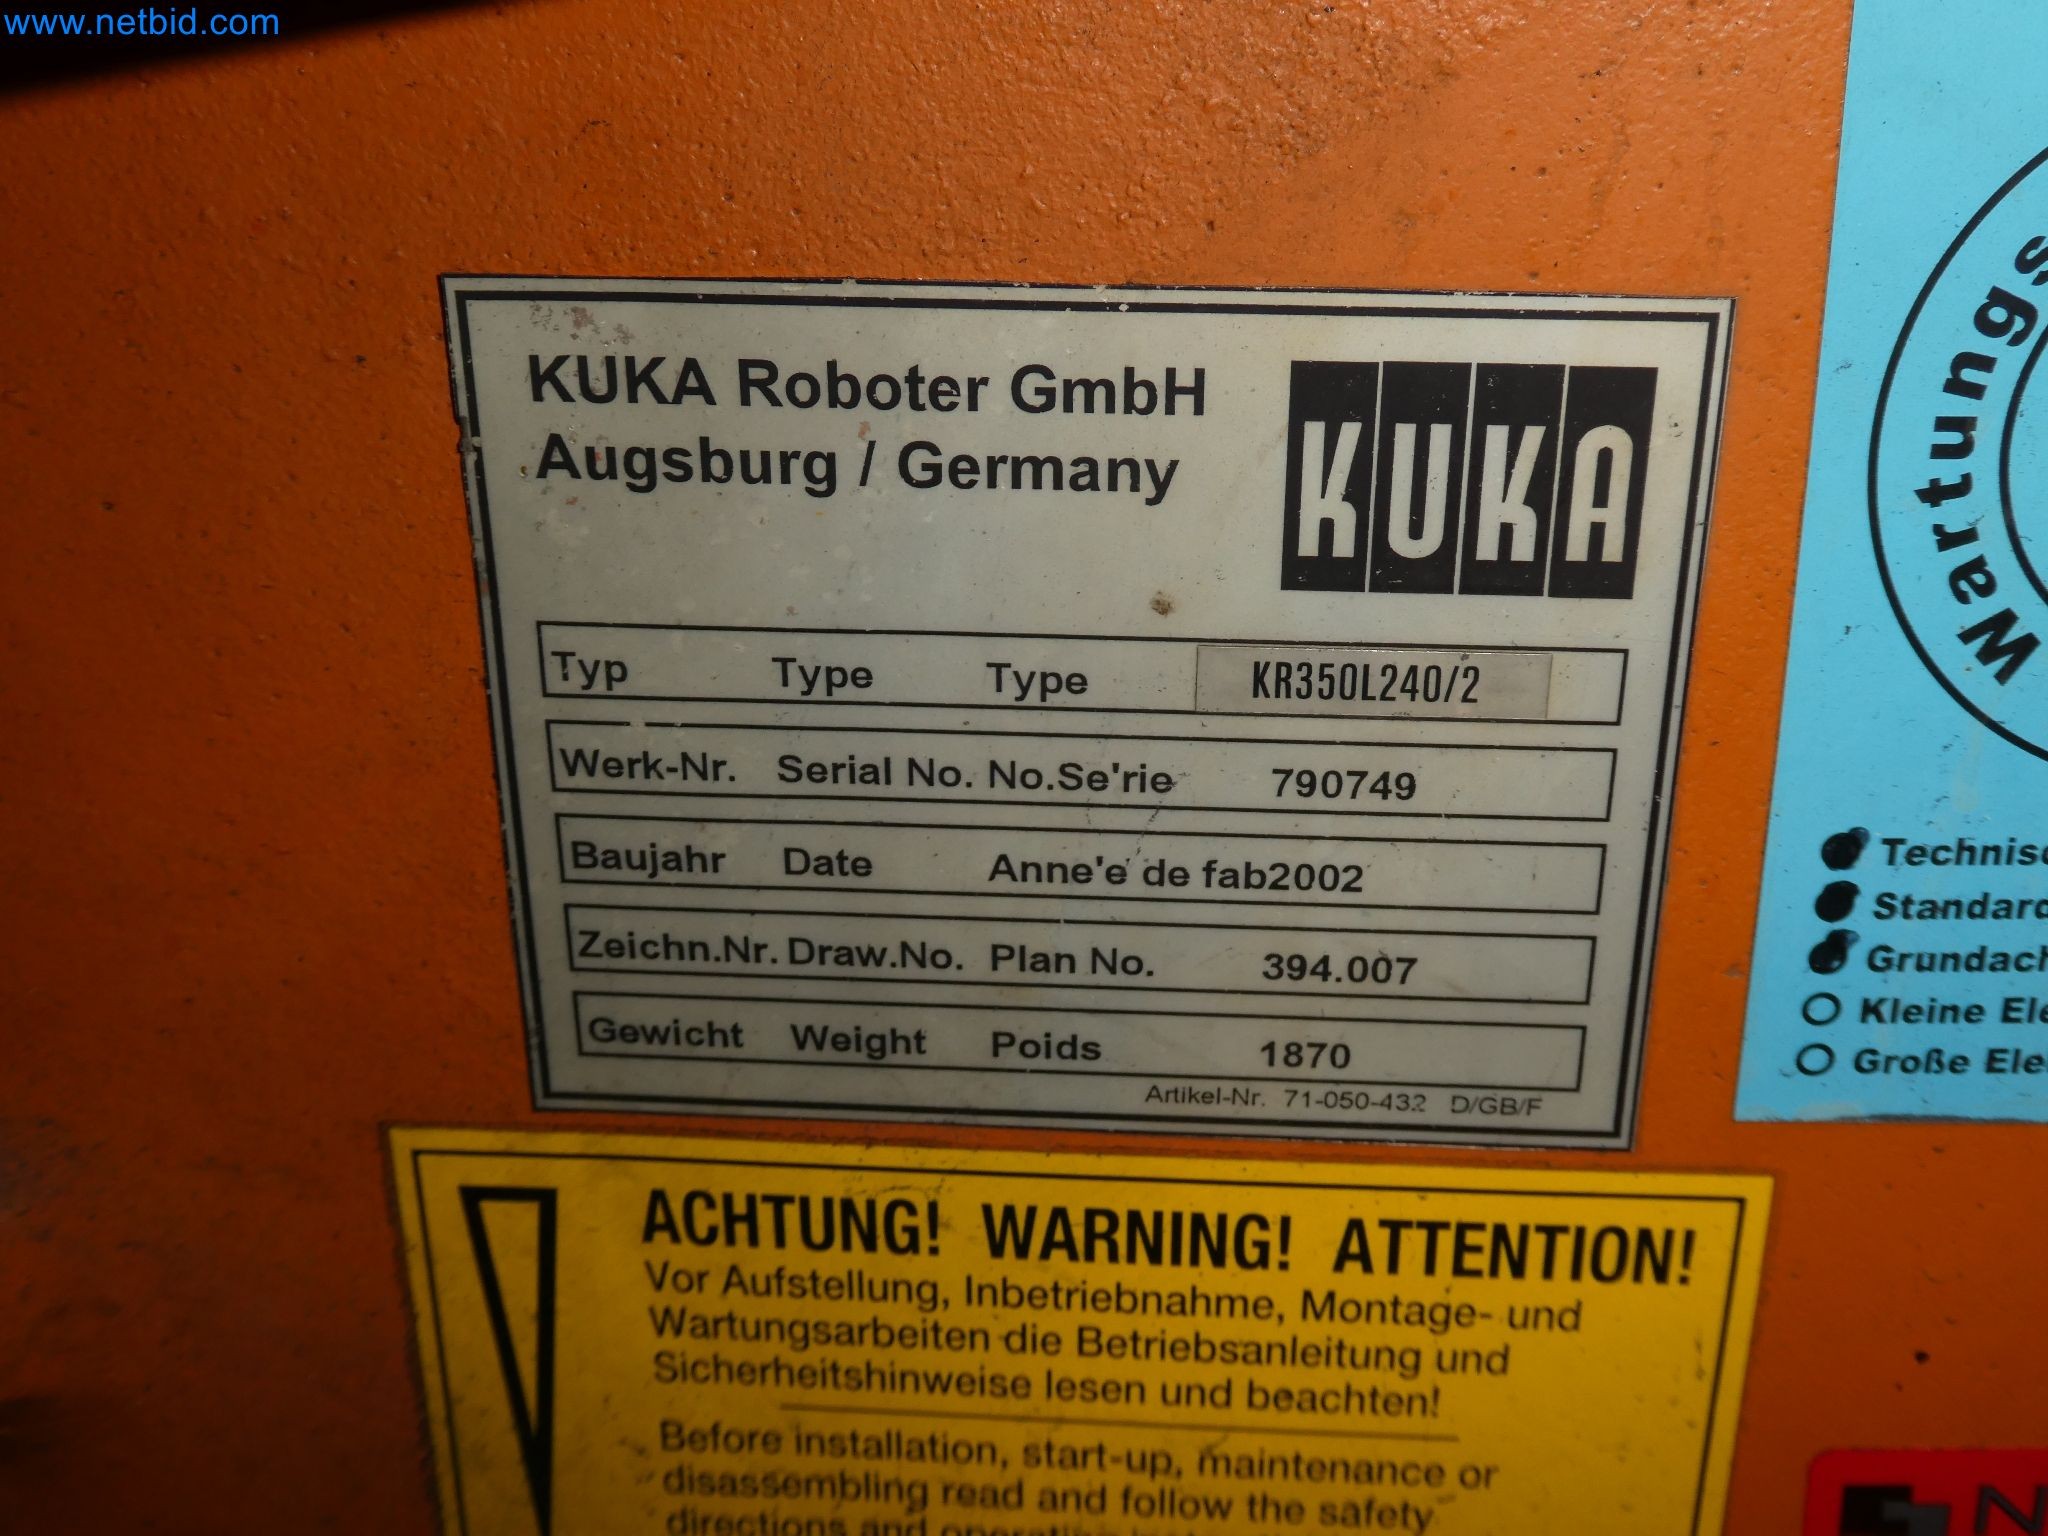 www.netbid.com
KUKA Roboter GmbH
Augsburg / Germany
KUKA
Typ Type Type KR350L240/2
Werk-Nr. Serial No. No.Se'rie 790749
Baujahr Date Anne'e de fab2002
Zeichn.Nr. Draw.No. Plan No. 394.007
Gewicht Weight Poids 1870
Artikel-Nr. 71-050-432 D/GB/F
Wartungs
Technisc
Standard
Grundach
Kleine Ele
Große Ele
ACHTUNG! WARNING! ATTENTION!
Vor Aufstellung, Inbetriebnahme, Montage- und
Wartungsarbeiten die Betriebsanleitung und
Sicherheitshinweise lesen und beachten!
Before installation, start-up, maintenance or
disassembling read and follow the safety
directions and
N